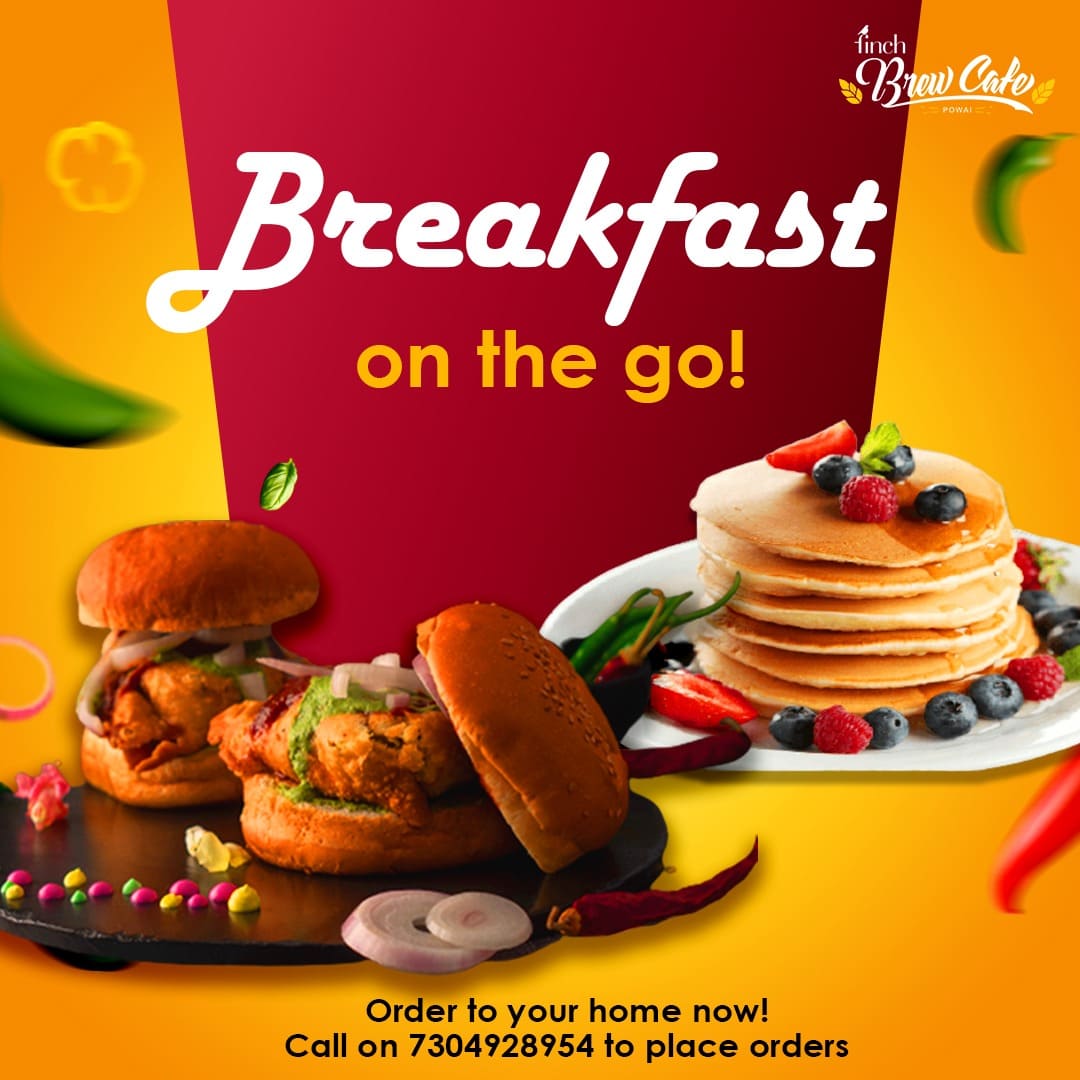 finch
Brew Cafe
POWAI
Breakfast
on the go!
Order to your home now!
Call on 7304928954 to place orders